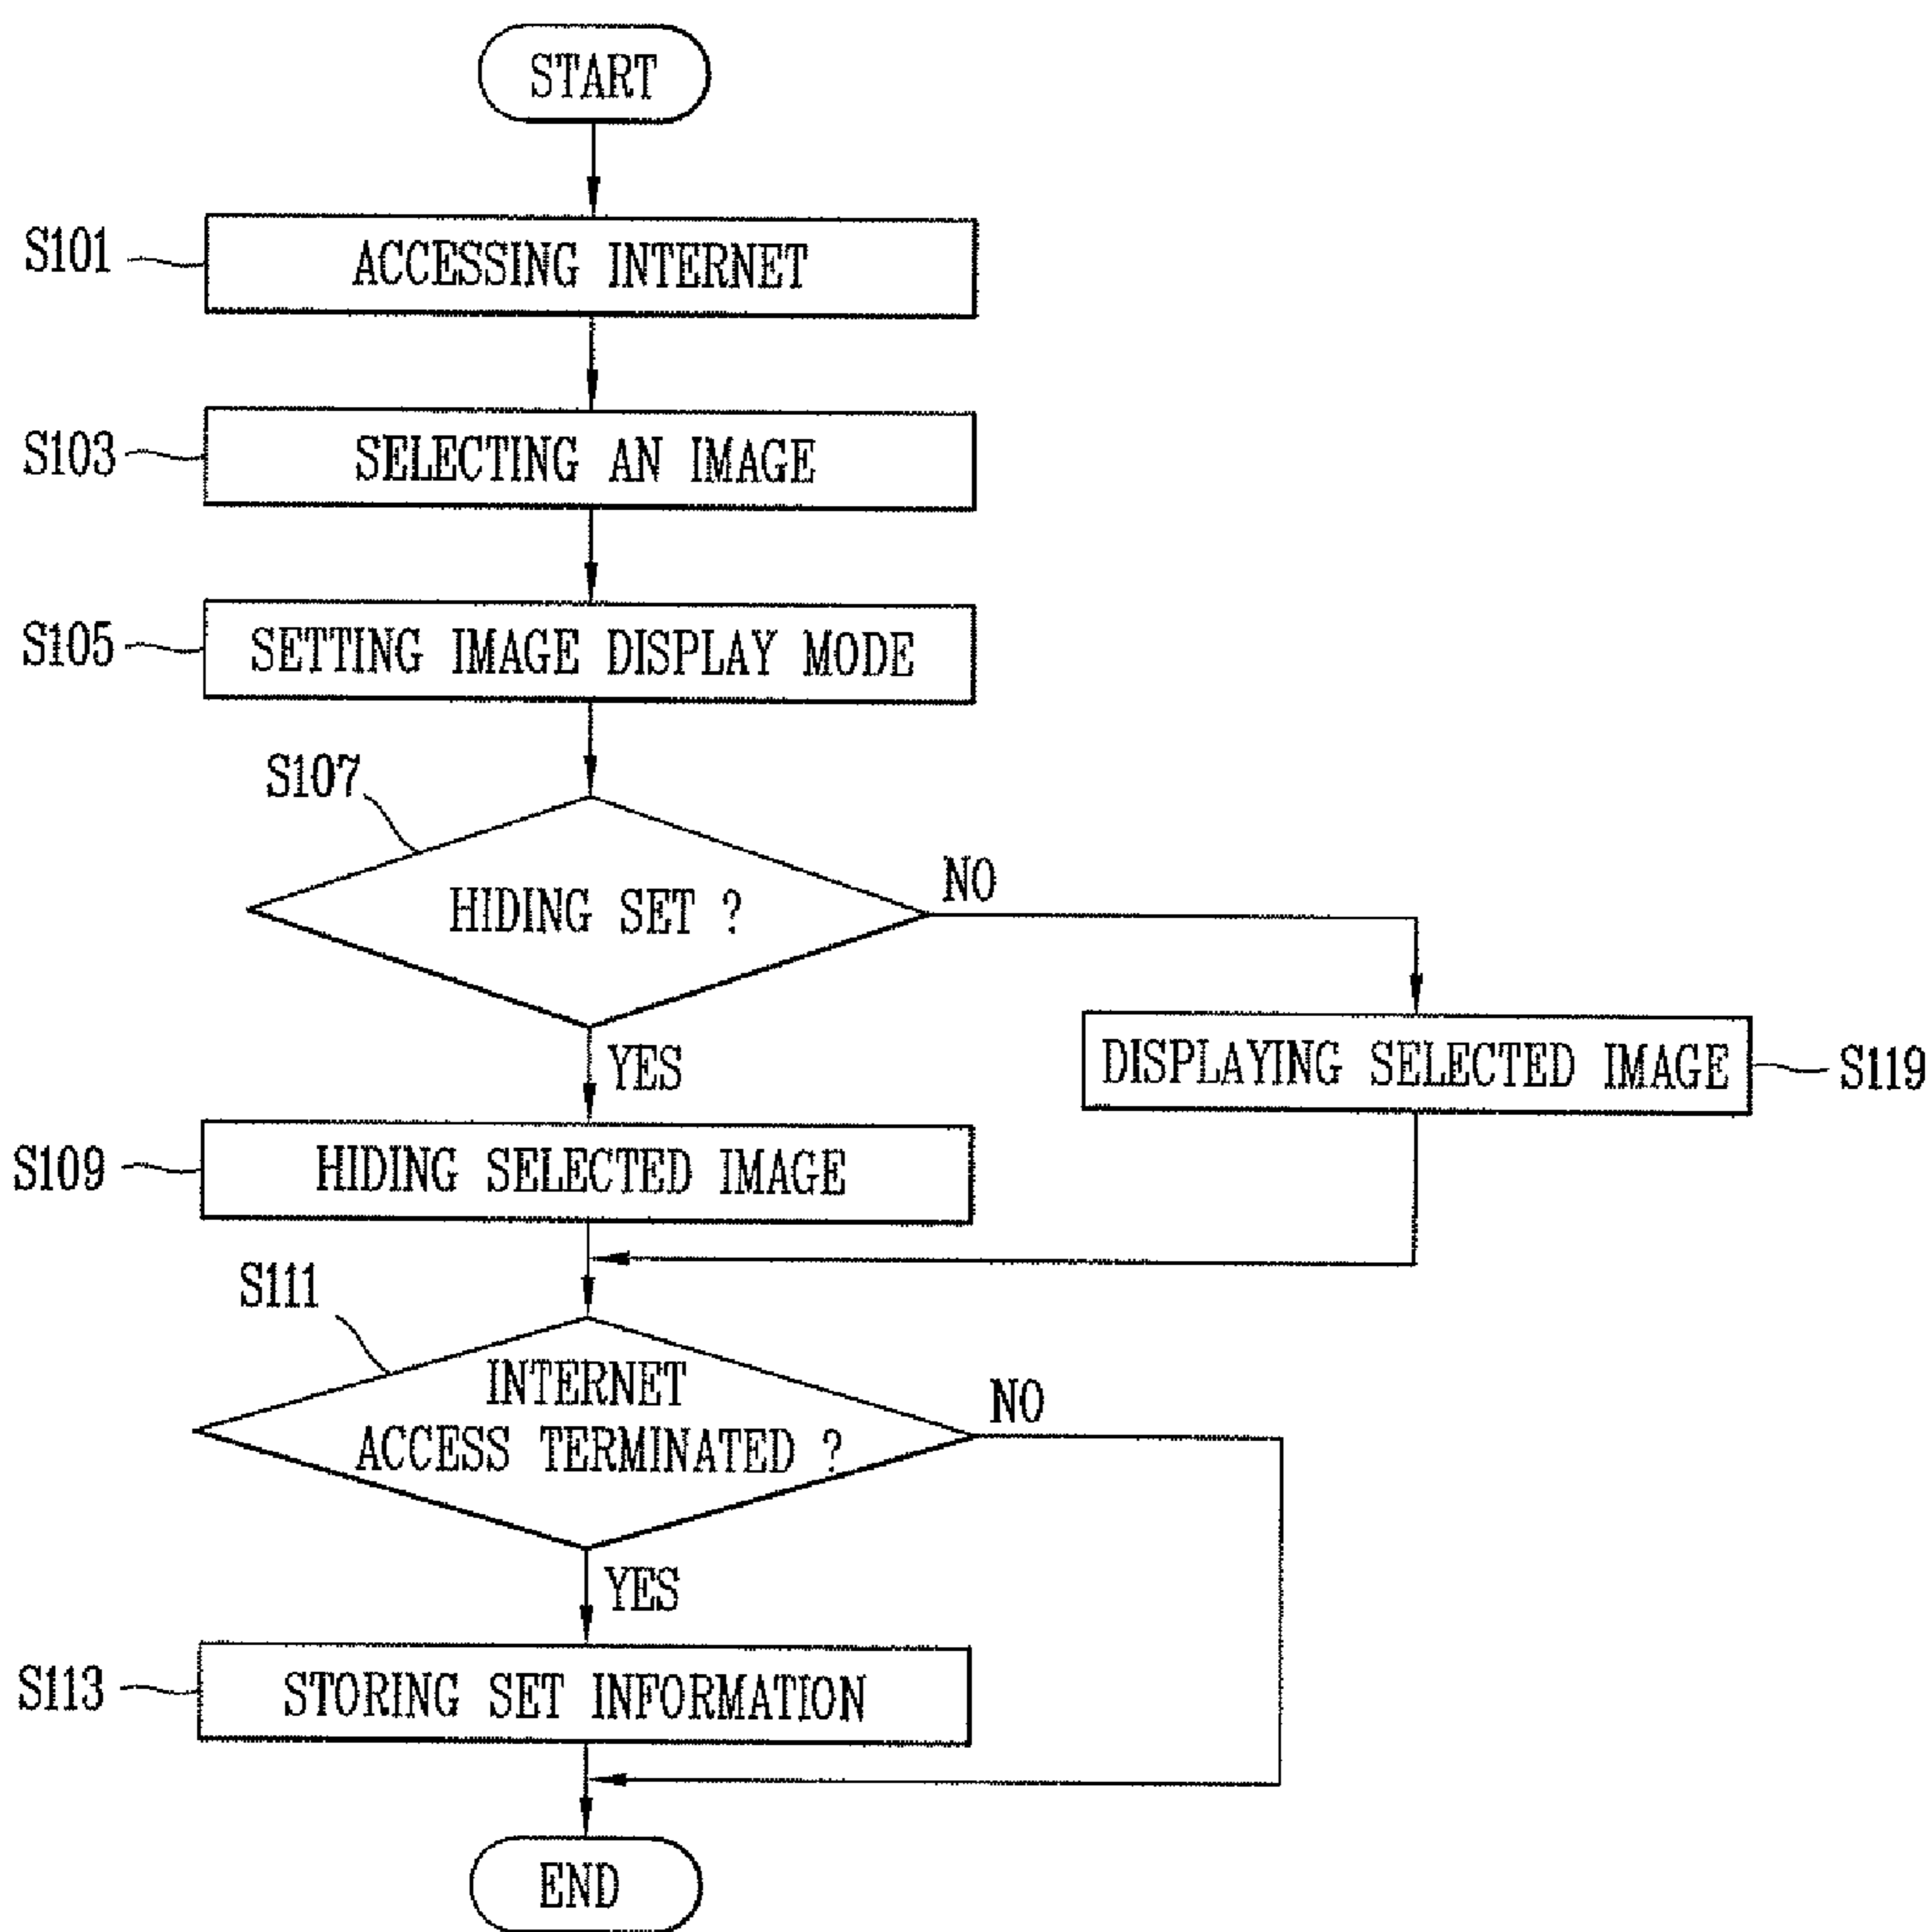 START
S101
ACCESSING INTERNET
S103
SELECTING AN IMAGE
S105
SETTING IMAGE DISPLAY MODE
S107
HIDING SET ?
NO
YES
DISPLAYING SELECTED IMAGE
S119
S109
HIDING SELECTED IMAGE
S111
INTERNET
ACCESS TERMINATED ?
NO
YES
S113
STORING SET INFORMATION
END